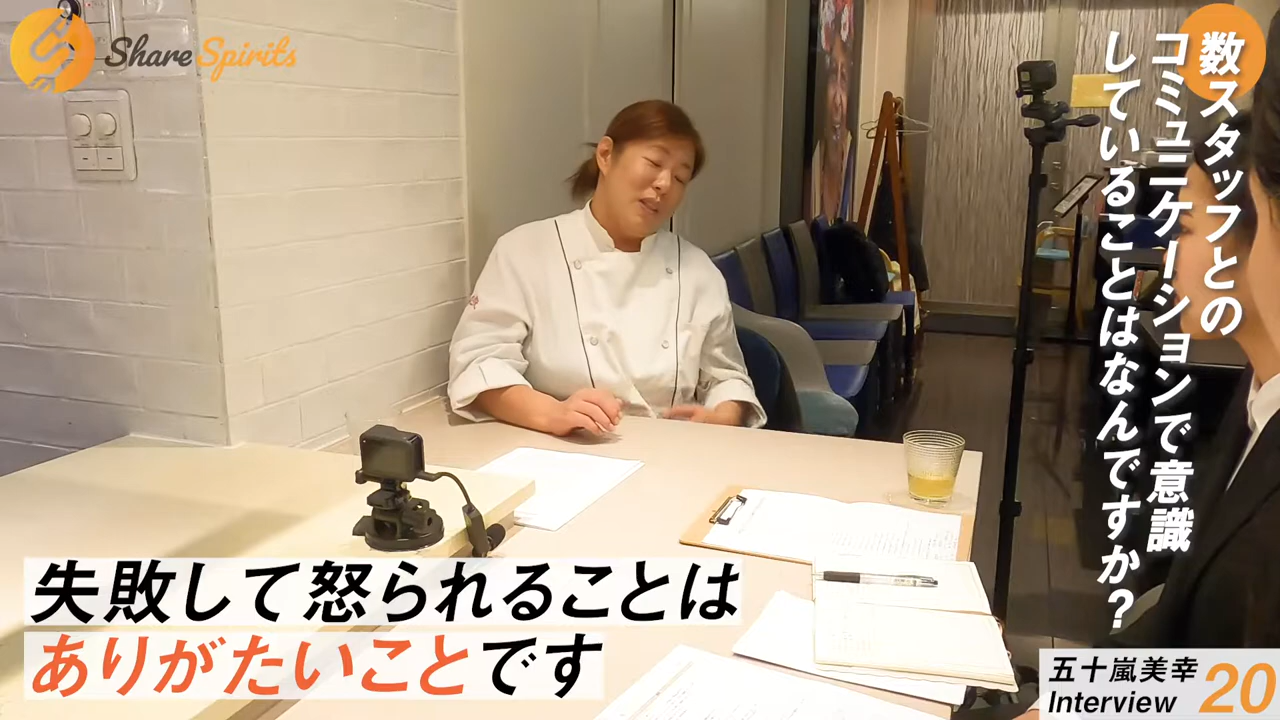 Share Spirits
数スタッフとの
コミュニケーションで意識
していることはなんですか？
失敗して怒られることは
ありがたいことです
五十嵐美幸
Interview 20